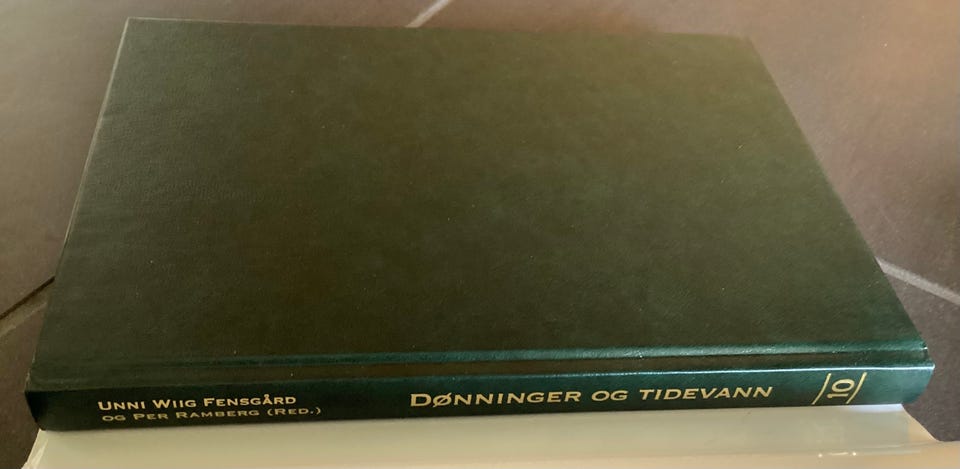 UNNI WIIG FENSGÅRD
OG PER RAMBERG (RED.)
DØNNINGER OG TIDEVANN
10